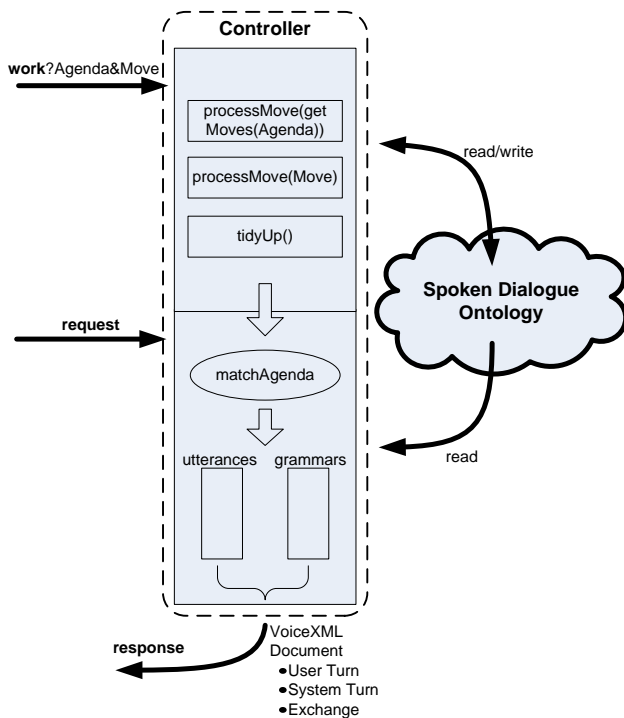 Controller
work?Agenda&Move
processMove(get
Moves(Agenda))
read/write
processMove(Move)
tidyUp()
Spoken Dialogue
Ontology
request
matchAgenda
utterances grammars
read
VoiceXML
Document
response
•User Turn
•System Turn
•Exchange